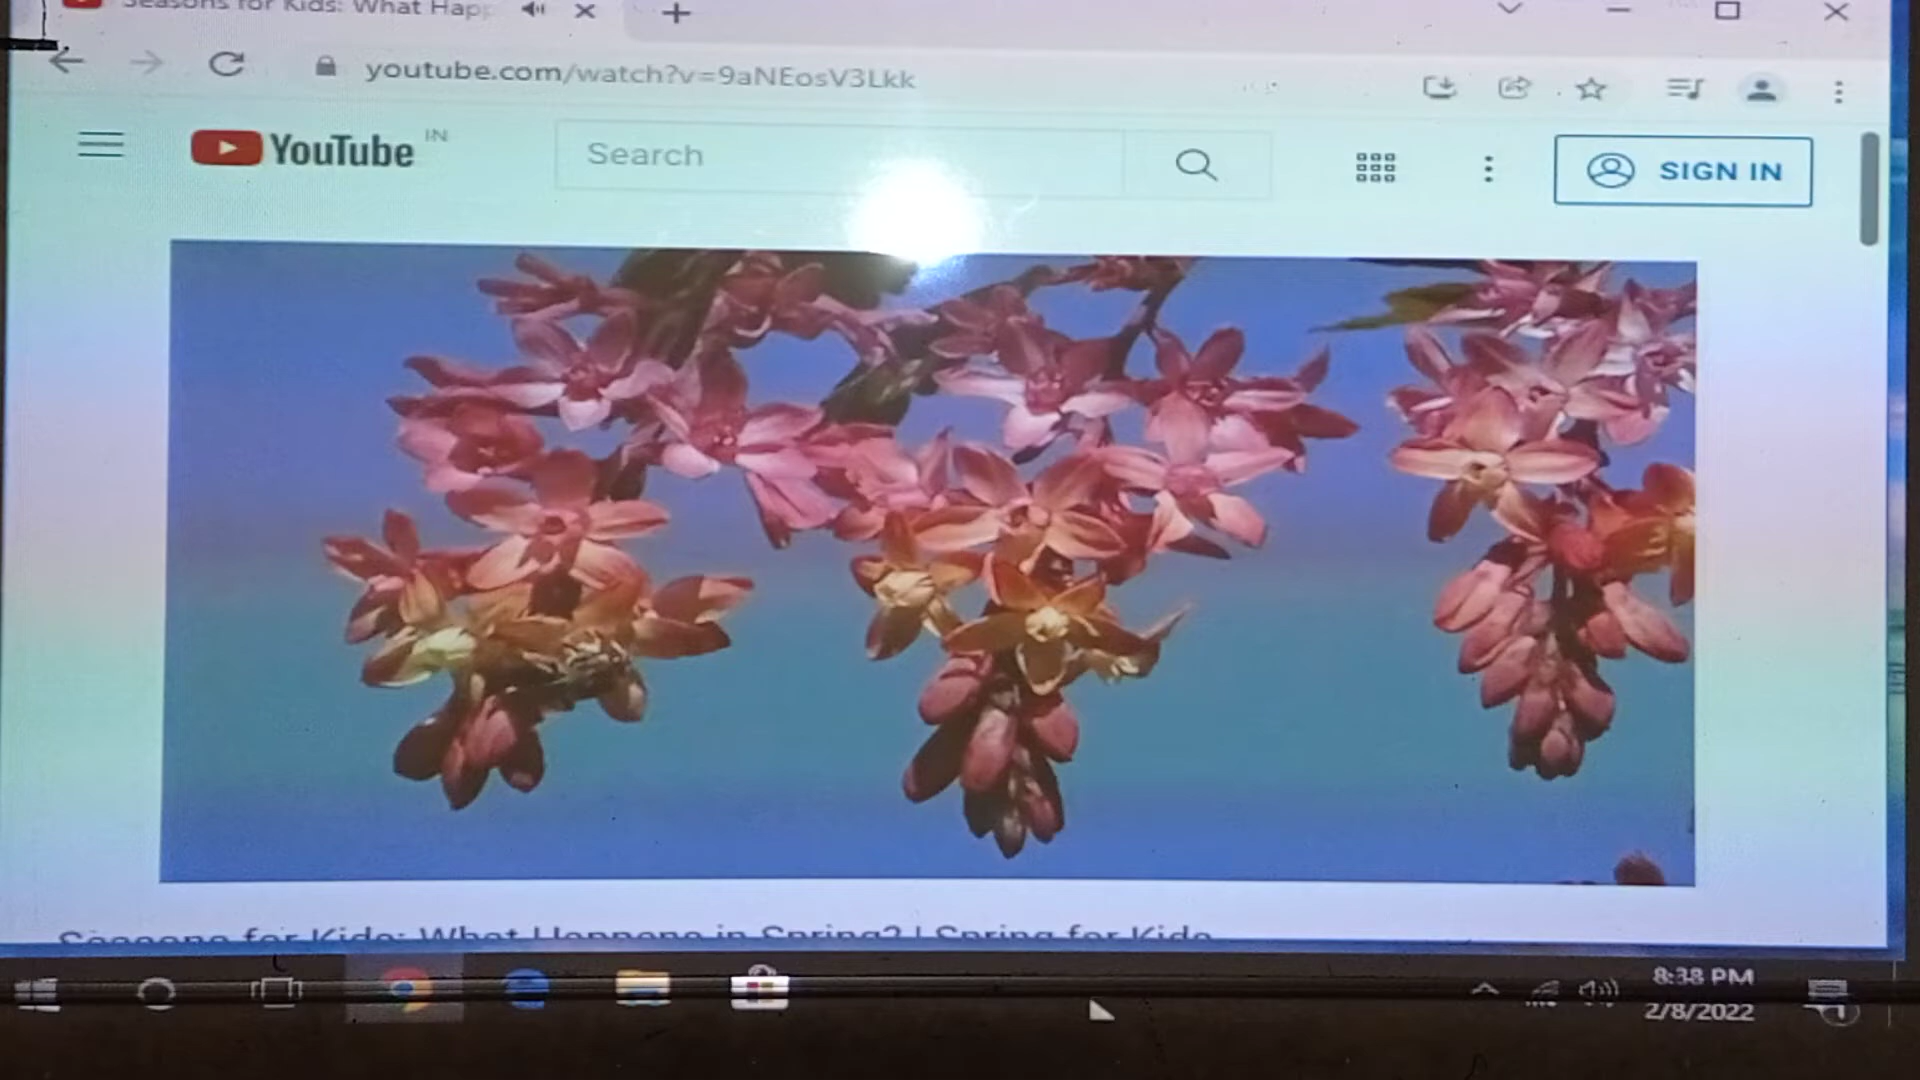 Seasons for Kids: What Happ
youtube.com/watch?v=9aNEosV3Lkk
YouTube IN
Search
SIGN IN
Seasons for Kids: What Happens in Spring? | Spring for Kids
8:38 PM
2/8/2022